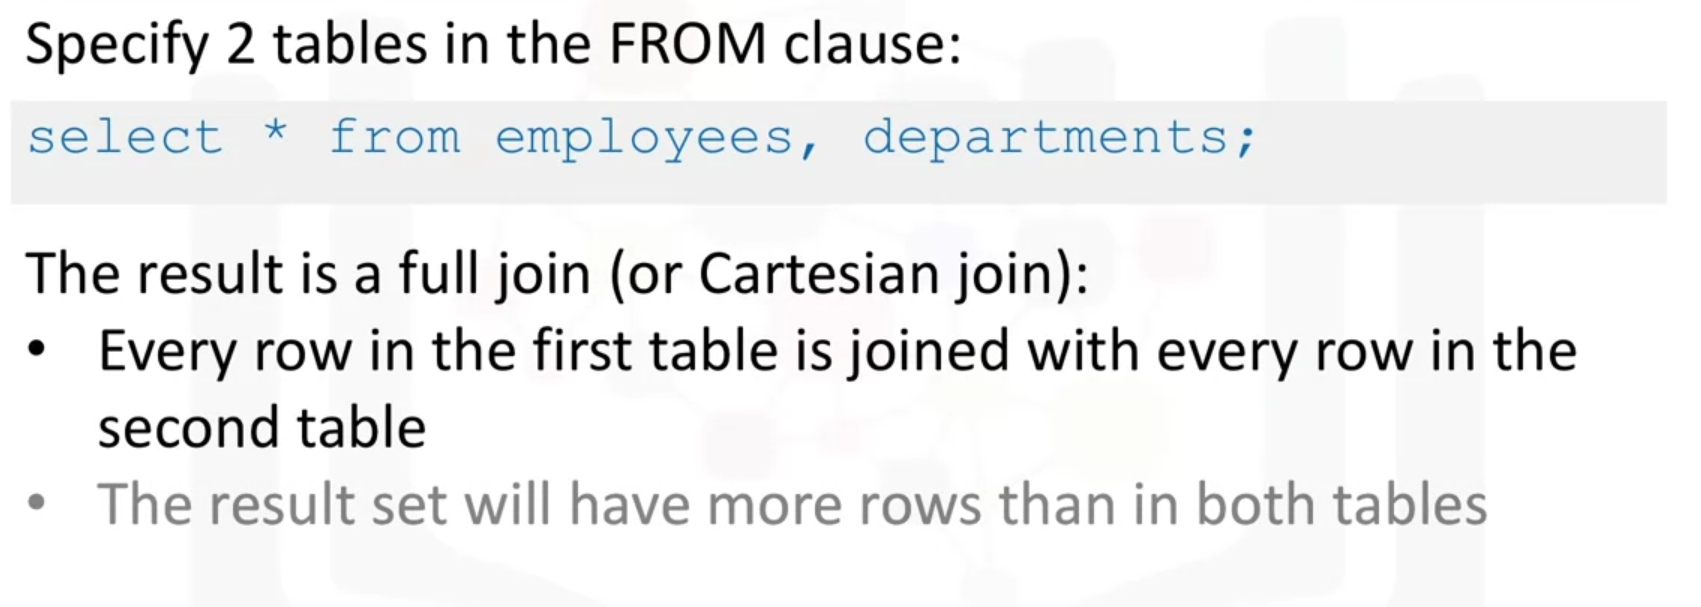 Specify 2 tables in the FROM clause:
select * from employees, departments;
The result is a full join (or Cartesian join):
• Every row in the first table is joined with every row in the
second table
• The result set will have more rows than in both tables